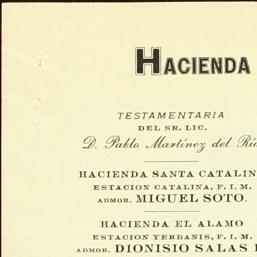 HACIENDA
TESTAMENTARIA
DEL SR. LIC.
D. Pablo Martínez del Rí
HACIENDA SANTA CATALIN
ESTACION CATALINA, F. I. M.
ADMOR. MIGUEL SOTO.
HACIENDA EL ALAMO
ESTACION YERBANIS, F. I. M.
ADMOR. DIONISIO SALAS